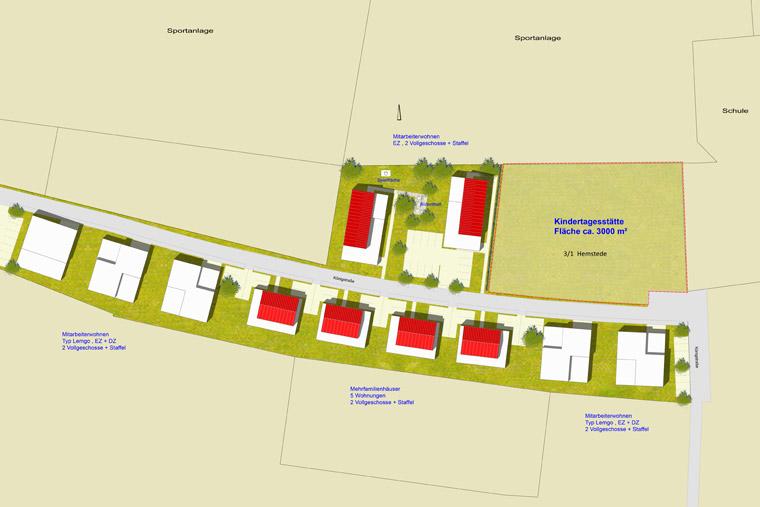 Sportanlage
Sportanlage
Schule
Mitarbeiterwohnen
EZ , 2 Vollgeschosse + Staffel
Spielfläche
Kindertagesstätte
Fläche ca. 3000 m²
3/1 Hemstede
Königstraße
Königstraße
Mitarbeiterwohnen
Typ Lemgo , EZ + DZ
2 Vollgeschosse + Staffel
Mehrfamilienhäuser
5 Wohnungen
2 Vollgeschosse + Staffel
Mitarbeiterwohnen
Typ Lemgo , EZ + DZ
2 Vollgeschosse + Staffel